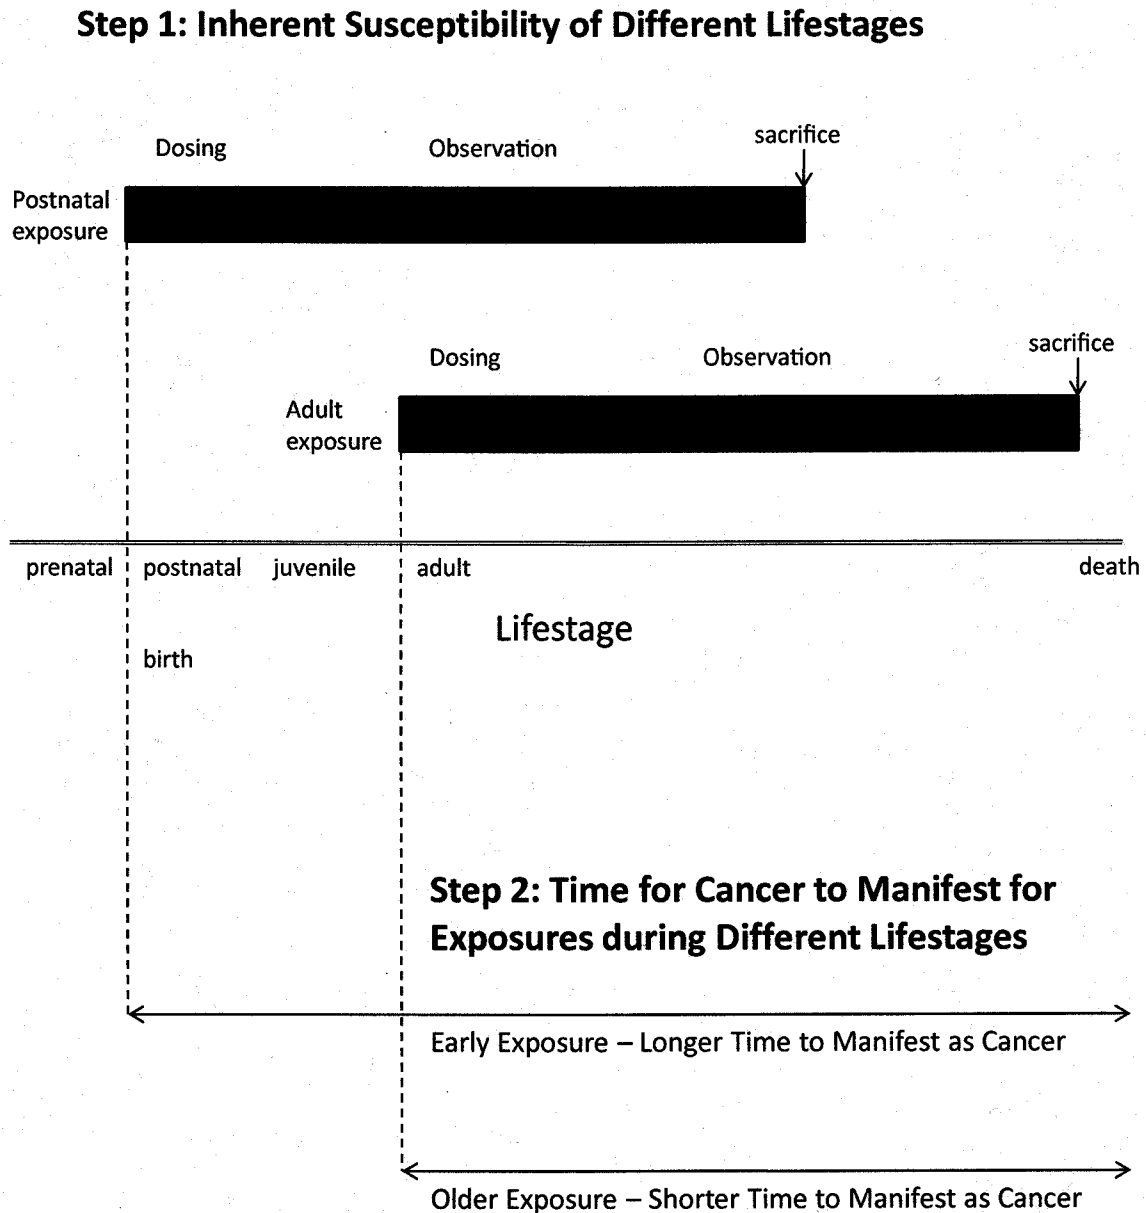 Step 1: Inherent Susceptibility of Different Lifestages
Dosing
Observation
sacrifice
Postnatal
exposure
Dosing
Observation
sacrifice
Adult
exposure
prenatal
postnatal
juvenile
adult
death
Lifestage
birth
Step 2: Time for Cancer to Manifest for
Exposures during Different Lifestages
Early Exposure – Longer Time to Manifest as Cancer
Older Exposure – Shorter Time to Manifest as Cancer